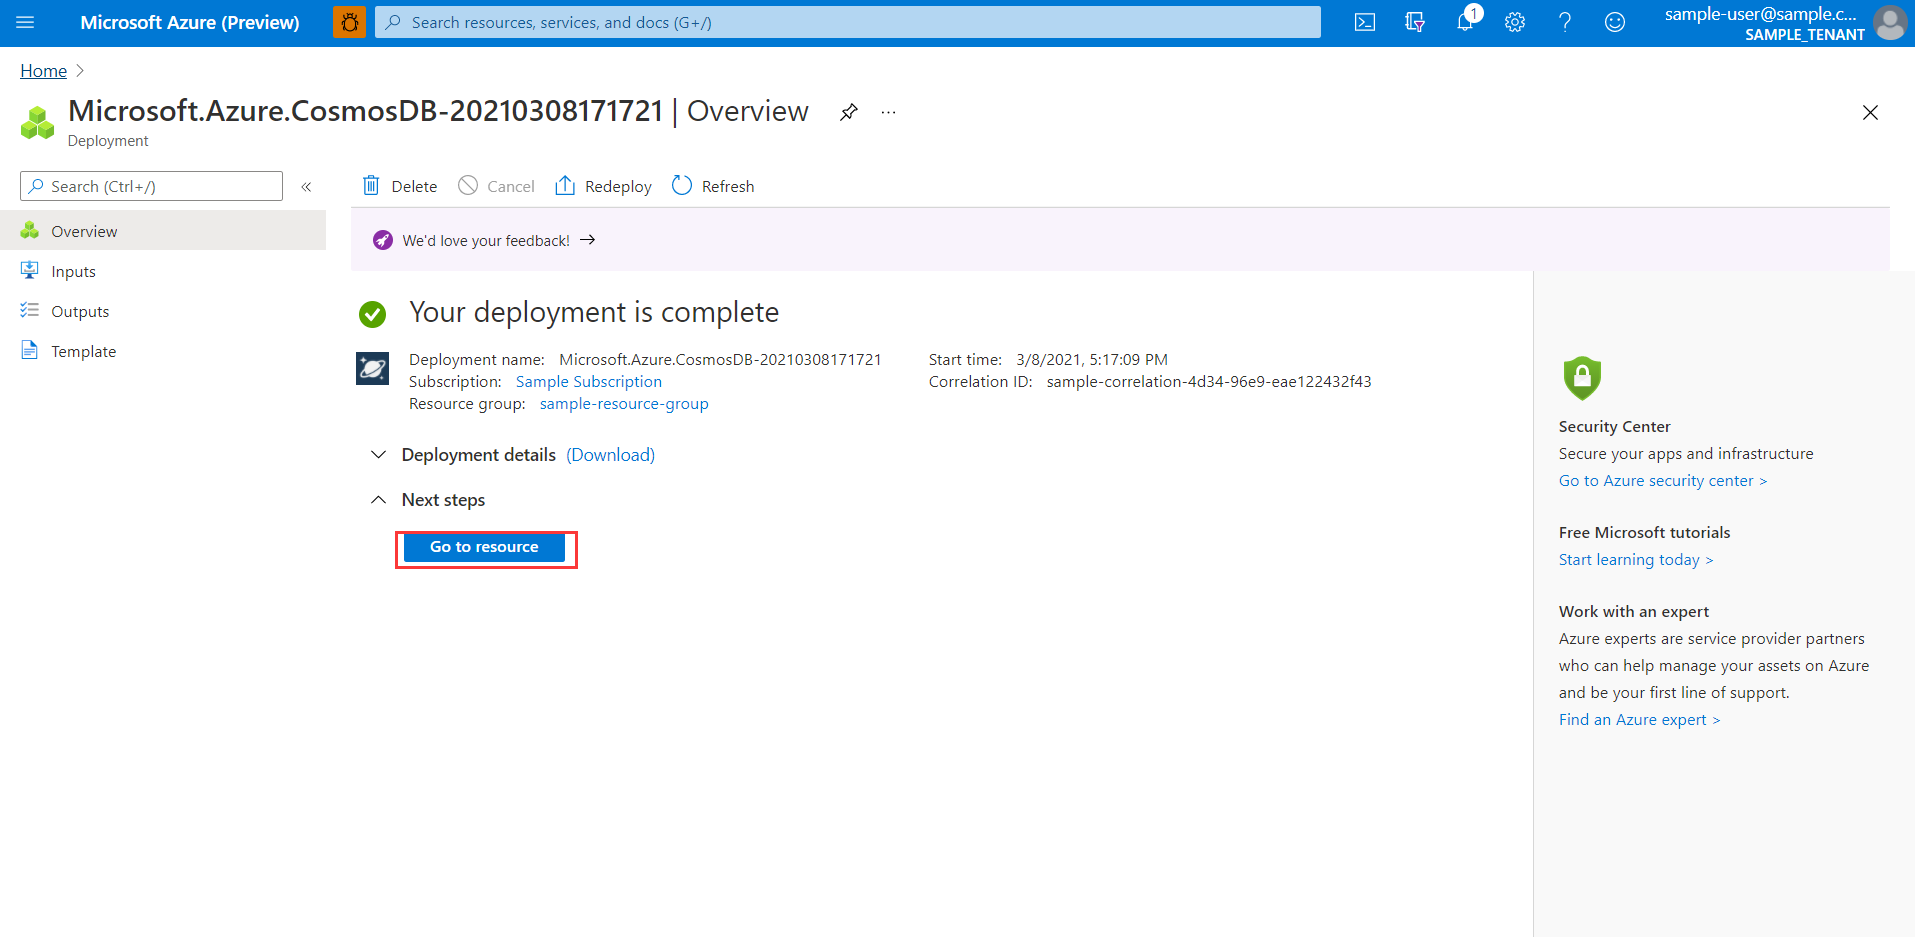 Microsoft Azure (Preview)
Search resources, services, and docs (G+/)
1
sample-user@sample.c...
SAMPLE_TENANT
Home
Microsoft.Azure.CosmosDB-20210308171721 | Overview
Deployment
Search (Ctrl+/)
Delete
Cancel
Redeploy
Refresh
Overview
Inputs
Outputs
Template
We'd love your feedback! →
Your deployment is complete
Deployment name: Microsoft.Azure.CosmosDB-20210308171721
Subscription: Sample Subscription
Resource group: sample-resource-group
Start time: 3/8/2021, 5:17:09 PM
Correlation ID: sample-correlation-4d34-96e9-eae122432f43
Deployment details (Download)
Next steps
Go to resource
Security Center
Secure your apps and infrastructure
Go to Azure security center >
Free Microsoft tutorials
Start learning today >
Work with an expert
Azure experts are service provider partners
who can help manage your assets on Azure
and be your first line of support.
Find an Azure expert >